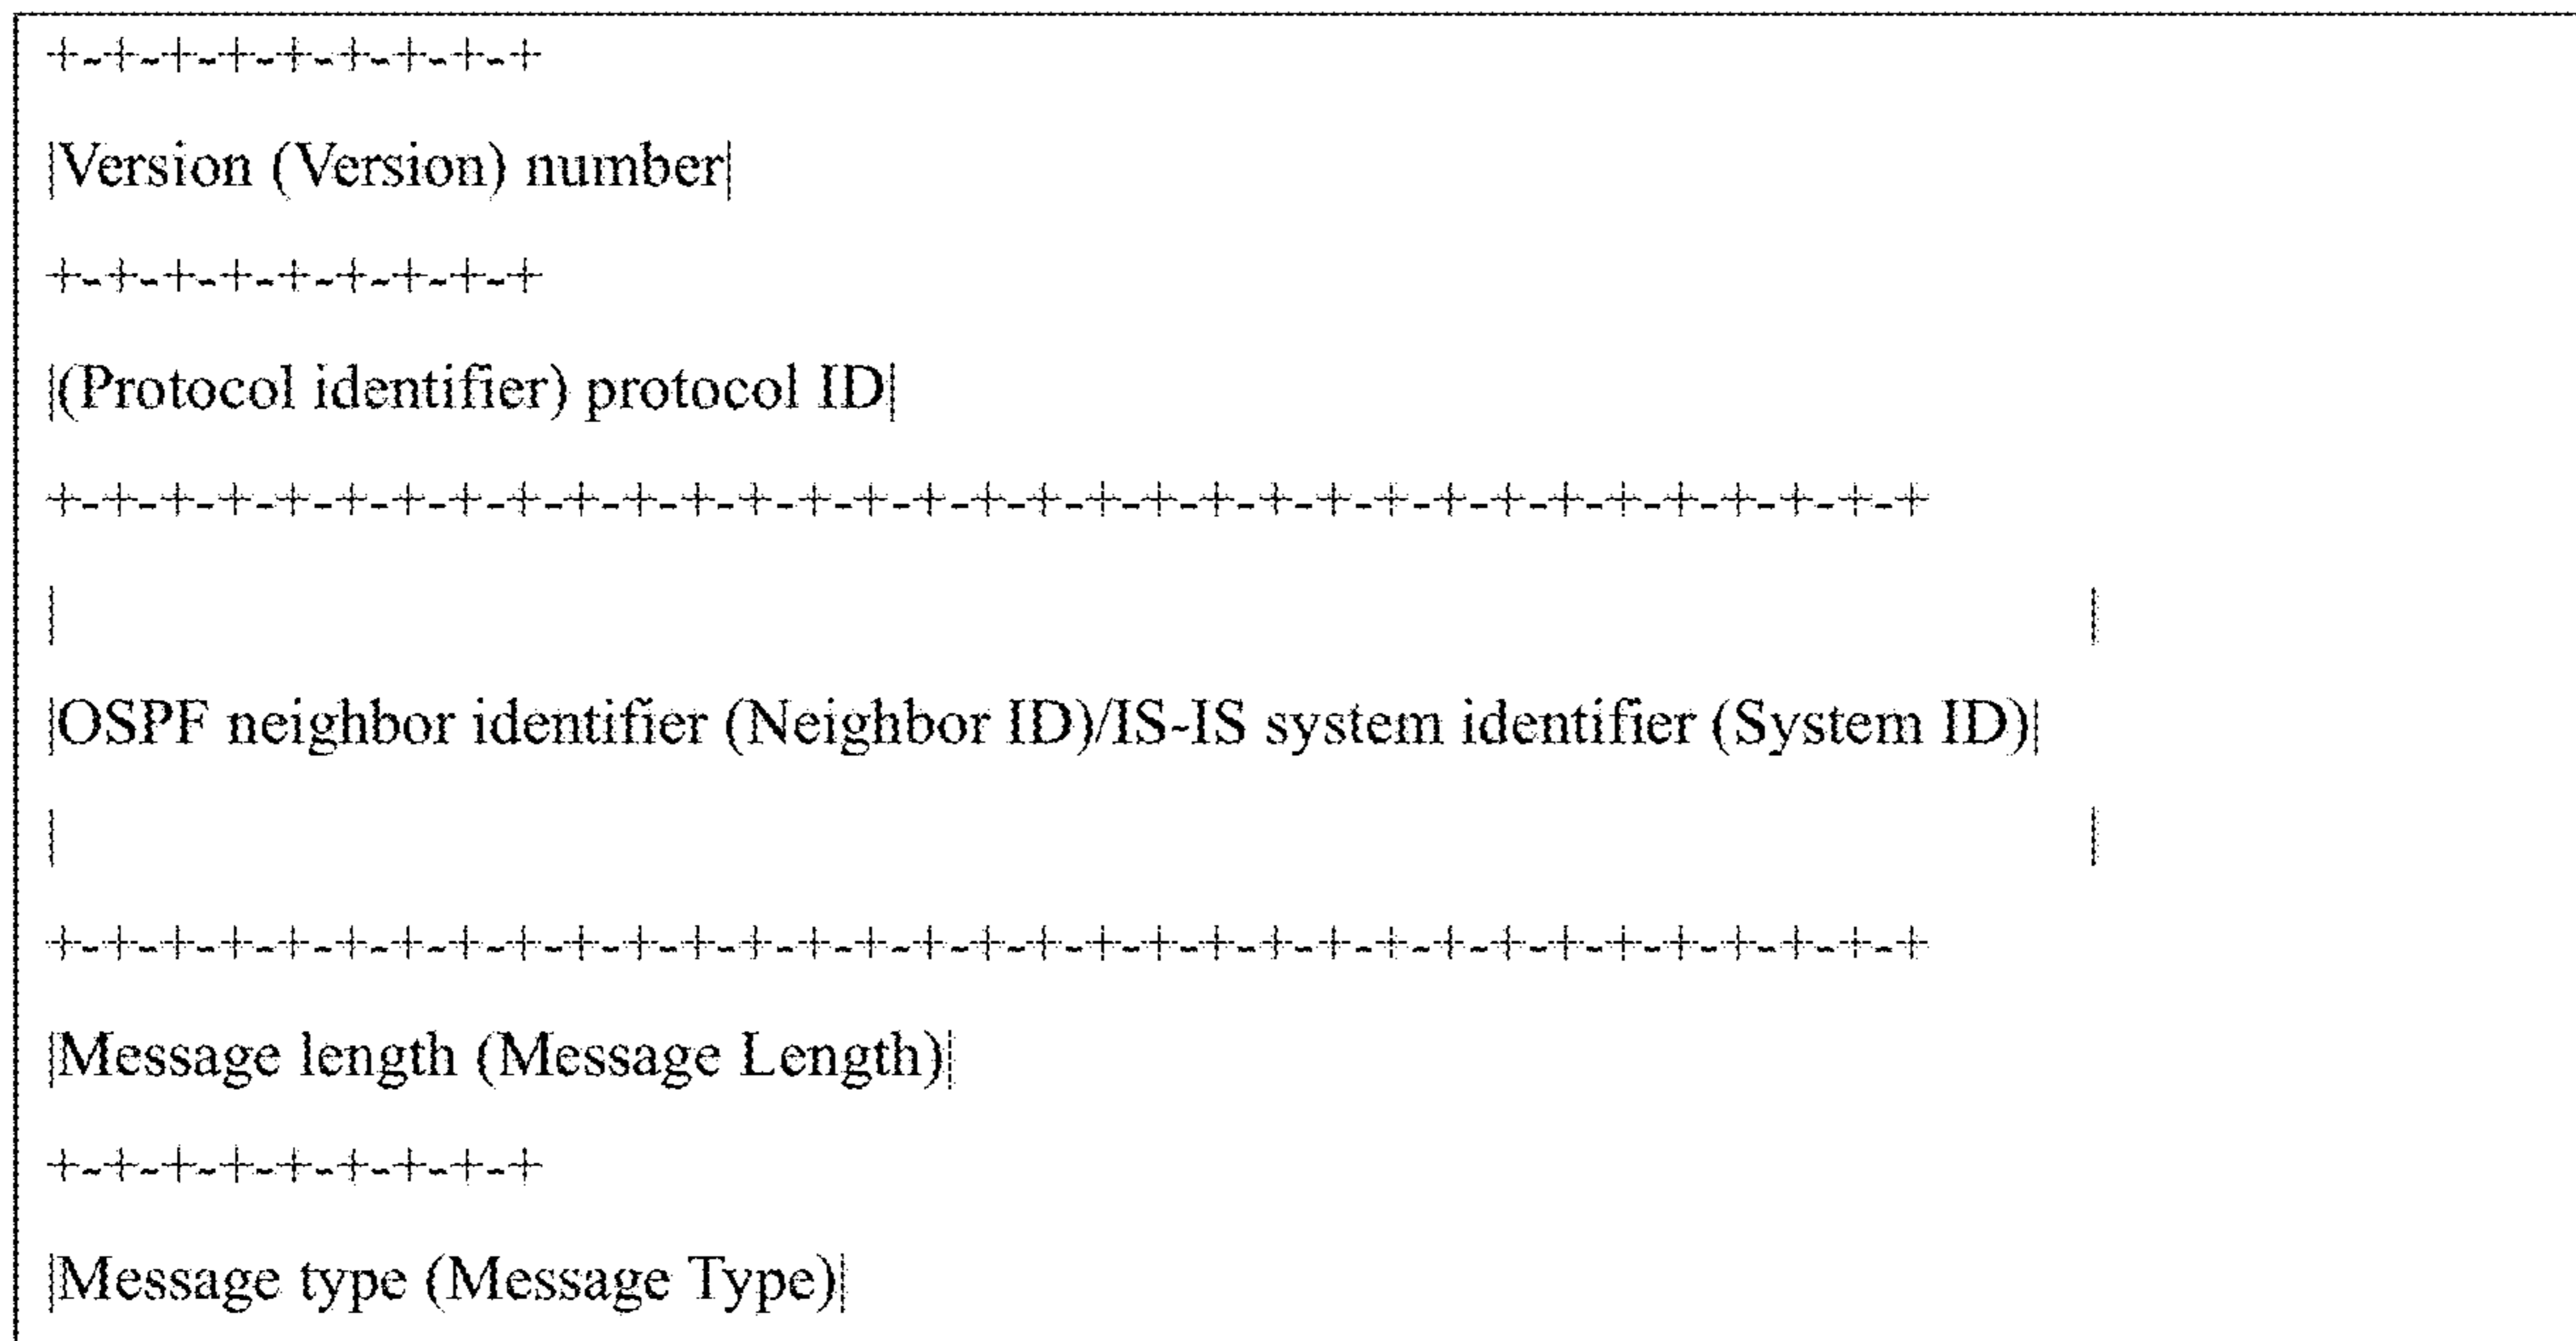 +-+-+-+-+-+-+-+-+
|Version (Version) number|
+-+-+-+-+-+-+-+-+
|(Protocol identifier) protocol ID|
+-+-+-+-+-+-+-+-+-+-+-+-+-+-+-+-+-+-+-+-+-+-+-+-+-+-+-+-+-+-+-+-+
| |
|OSPF neighbor identifier (Neighbor ID)/IS-IS system identifier (System ID)|
| |
+-+-+-+-+-+-+-+-+-+-+-+-+-+-+-+-+-+-+-+-+-+-+-+-+-+-+-+-+-+-+-+-+
|Message length (Message Length)|
+-+-+-+-+-+-+-+-+
|Message type (Message Type)|